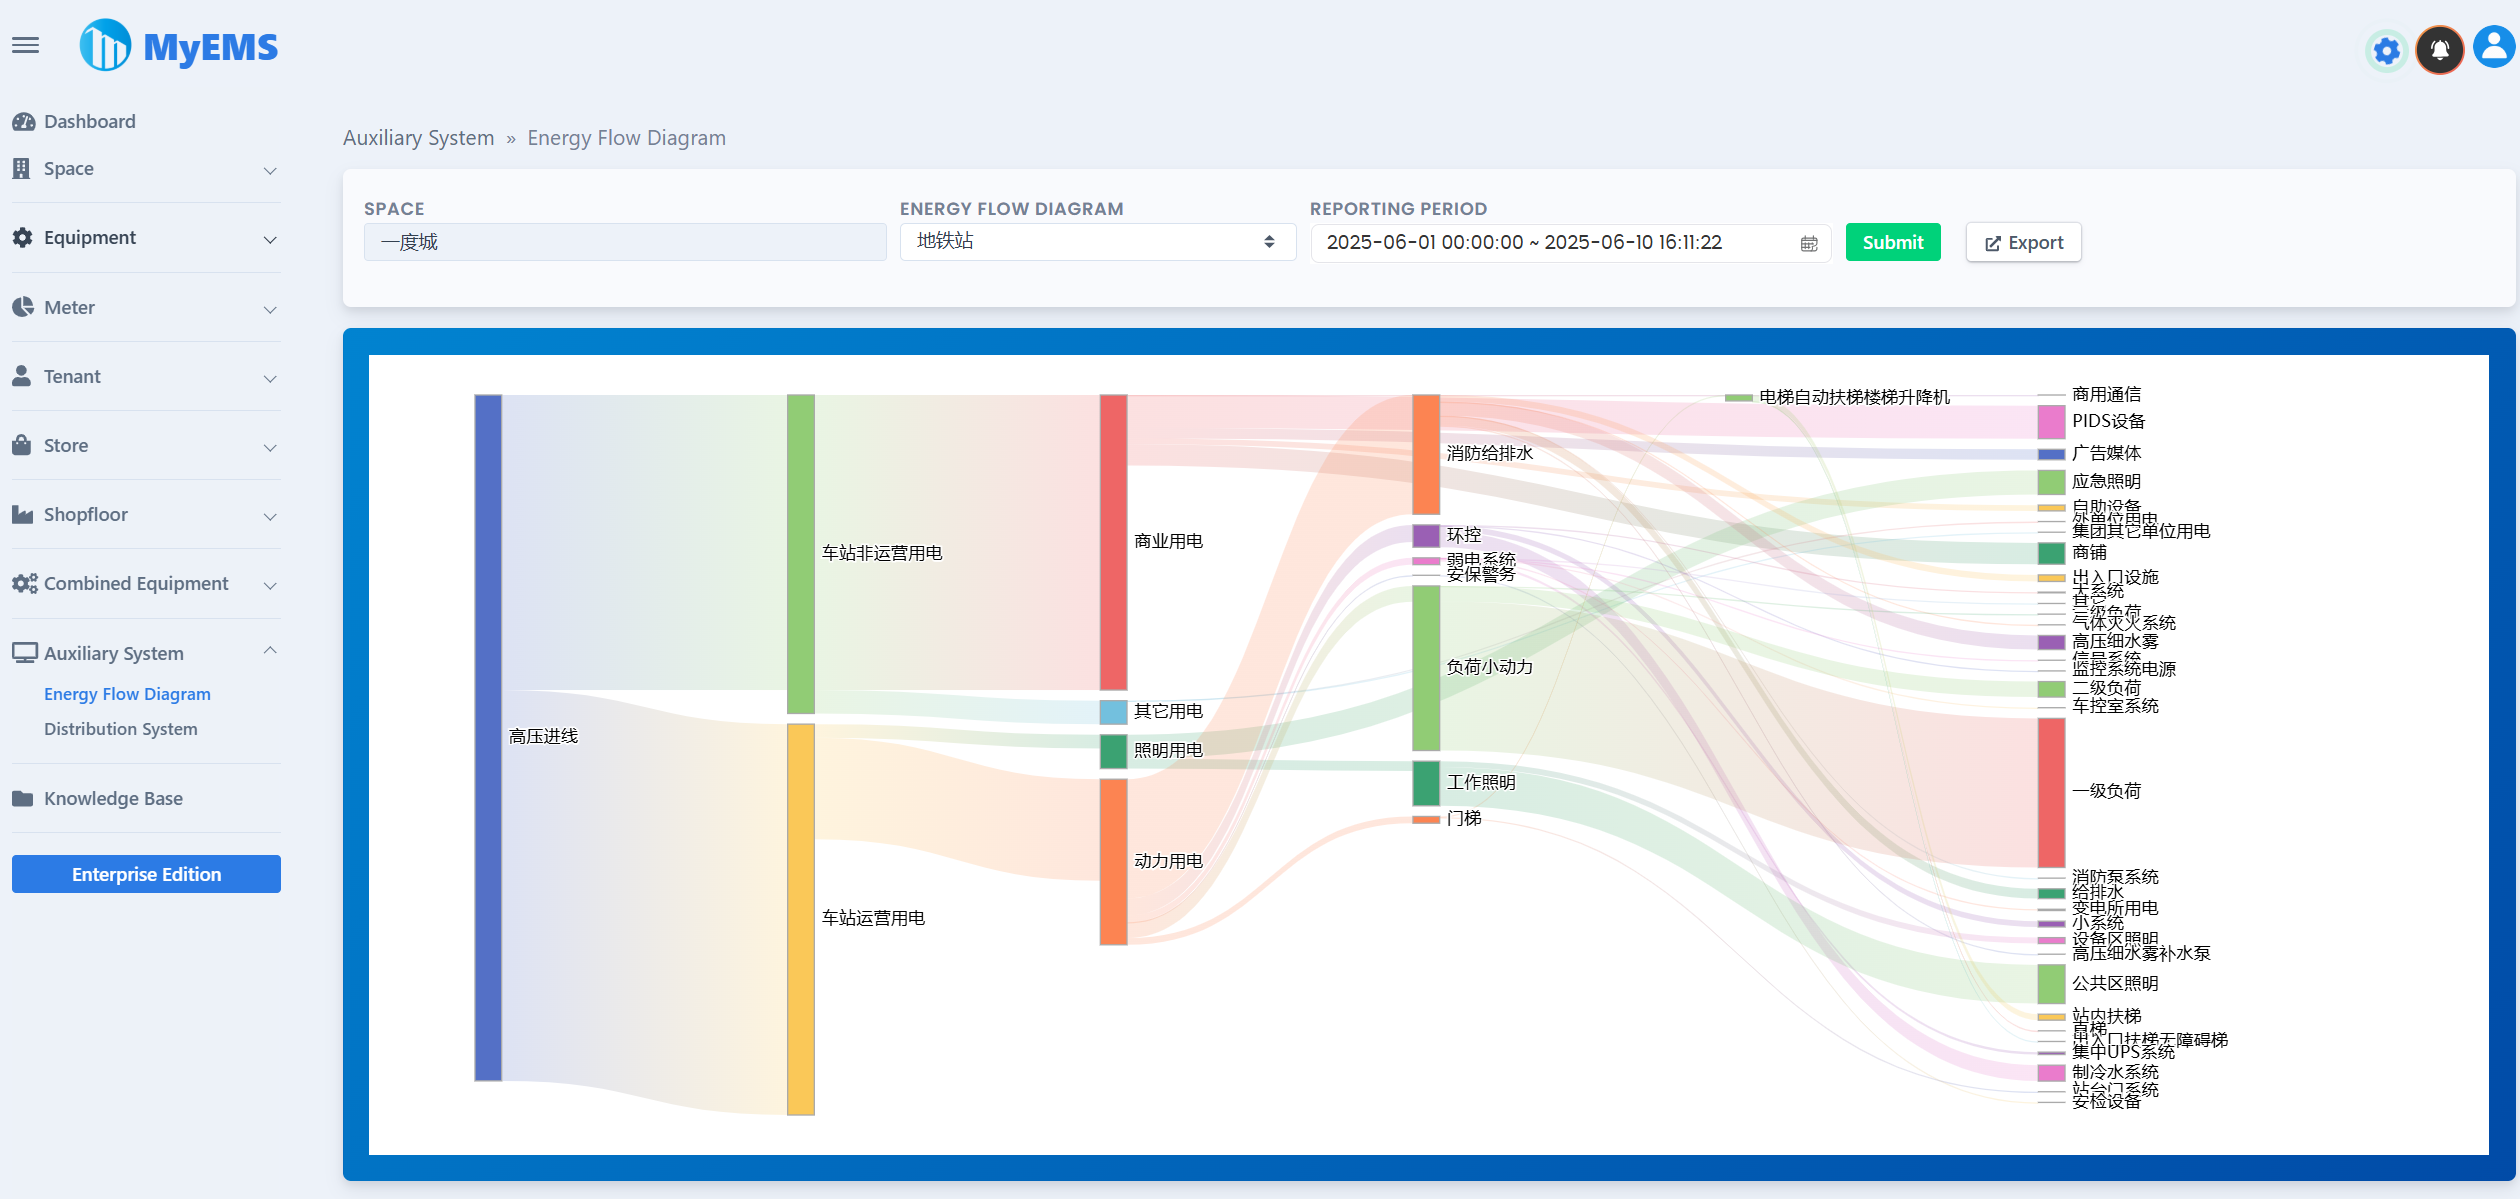 MyEMS
Dashboard
Space
Equipment
Meter
Tenant
Store
Shopfloor
Combined Equipment
Auxiliary System
Energy Flow Diagram
Distribution System
Knowledge Base
Enterprise Edition
Auxiliary System » Energy Flow Diagram
SPACE
一度城
ENERGY FLOW DIAGRAM
地铁站
REPORTING PERIOD
2025-06-01 00:00:00 ~ 2025-06-10 16:11:22
Submit
Export
高压进线
车站非运营用电
车站运营用电
商业用电
其它用电
照明用电
动力用电
消防给排水
环控
弱电系统
安保警务
负荷小动力
工作照明
门梯
电梯自动扶梯楼梯升降机
商用通信
PIDS设备
广告媒体
应急照明
自助设备
外单位用电
集团其它单位用电
商铺
出入口设施
大系统
其它
三级负荷
气体灭火系统
高压细水雾
信号系统
监控系统电源
二级负荷
车控室系统
一级负荷
消防泵系统
给排水
变电所用电
小系统
设备区照明
高压细水雾补水泵
公共区照明
站内扶梯
直梯
出入口扶梯无障碍梯
集中UPS系统
制冷水系统
站台门系统
安检设备